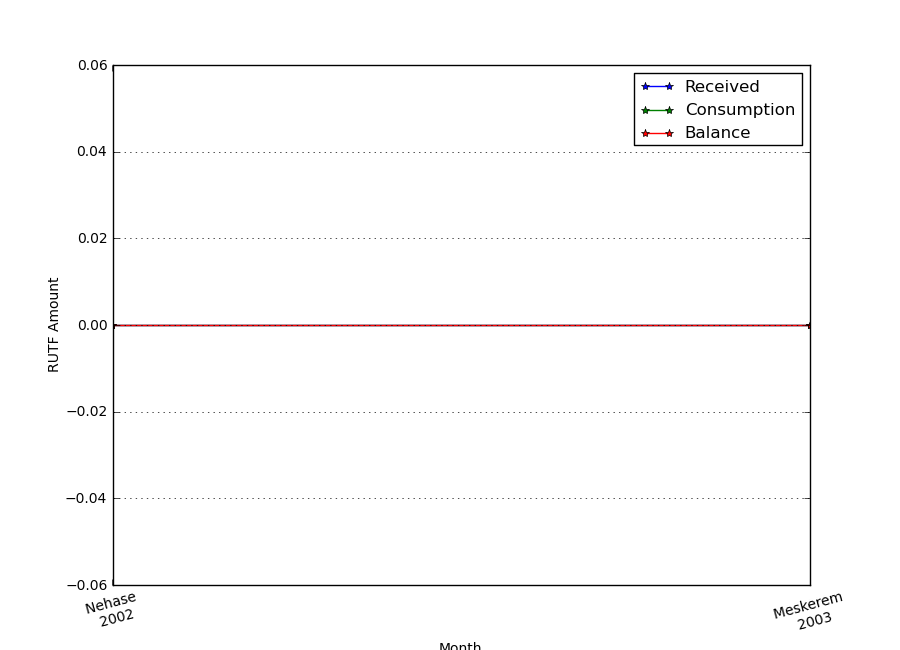 0.06
0.04
0.02
0.00
−0.02
−0.04
−0.06
RUTF Amount
Received
Consumption
Balance
Nehase
2002
Meskerem
2003
Month